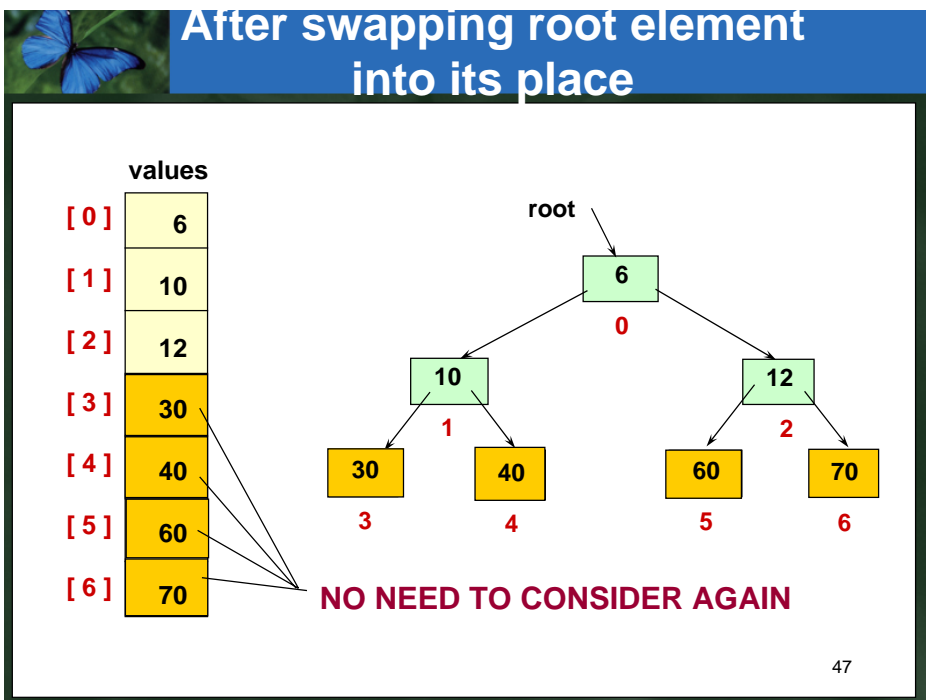 After swapping root element
into its place
values
[ 0 ] 6
[ 1 ] 10
[ 2 ] 12
[ 3 ] 30
[ 4 ] 40
[ 5 ] 60
[ 6 ] 70
root
6
0
10 12
1 2
30 40 60 70
3 4 5 6
NO NEED TO CONSIDER AGAIN
47